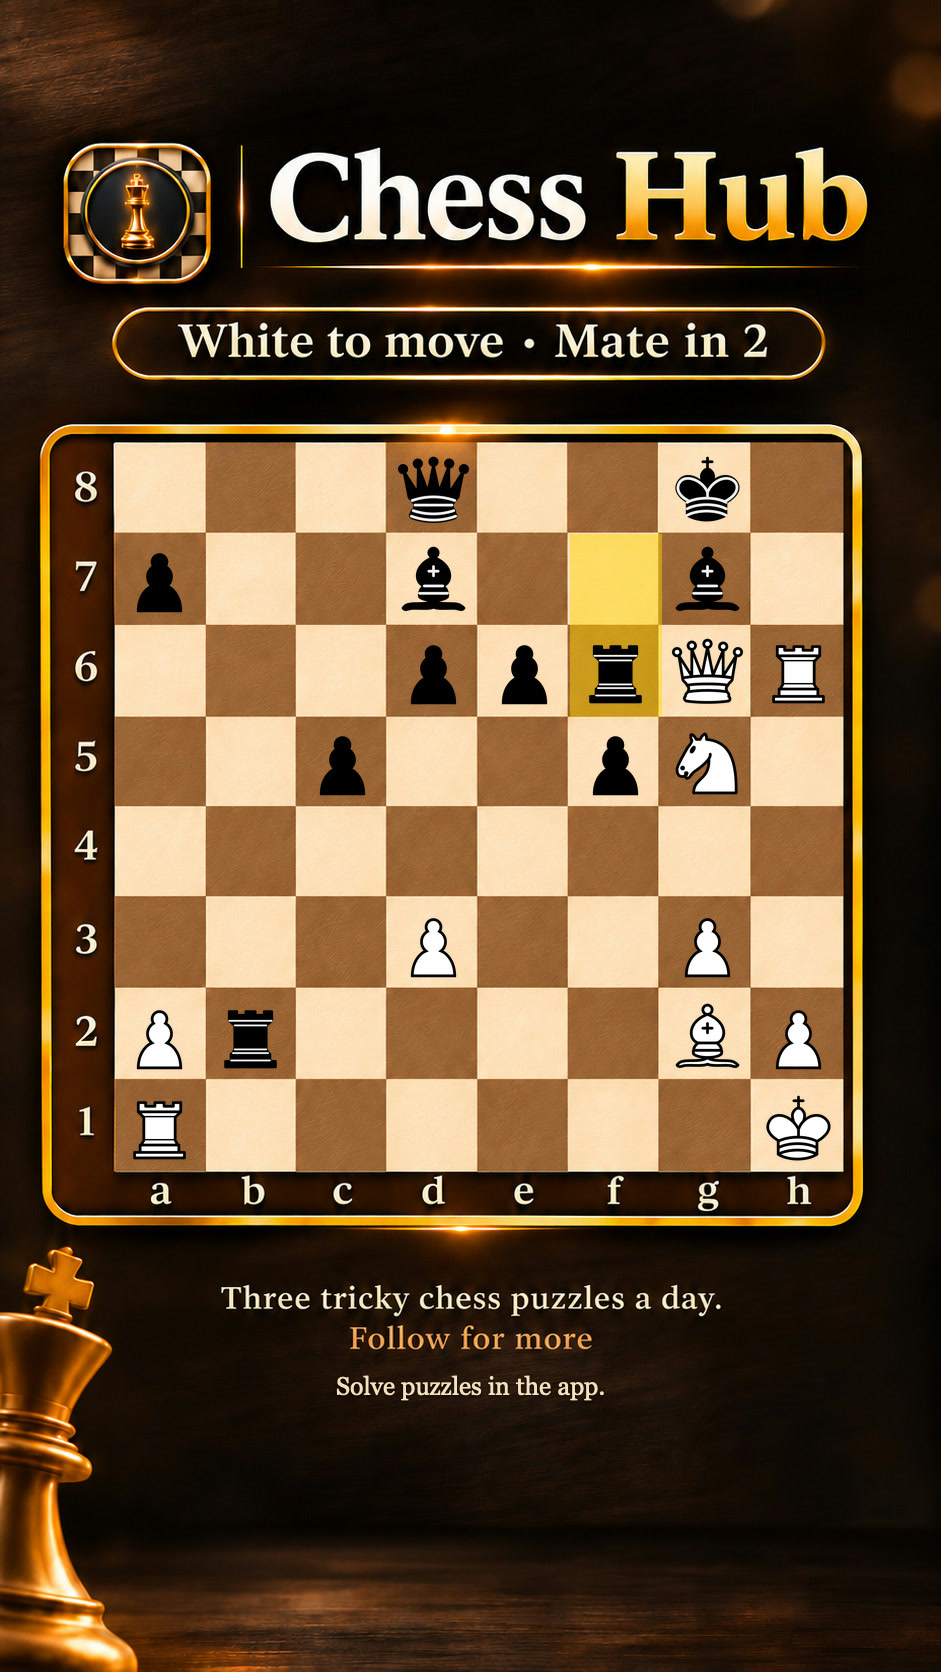 Chess Hub
White to move • Mate in 2
8
7
6
5
4
3
2
1
a b c d e f g h
Three tricky chess puzzles a day.
Follow for more
Solve puzzles in the app.